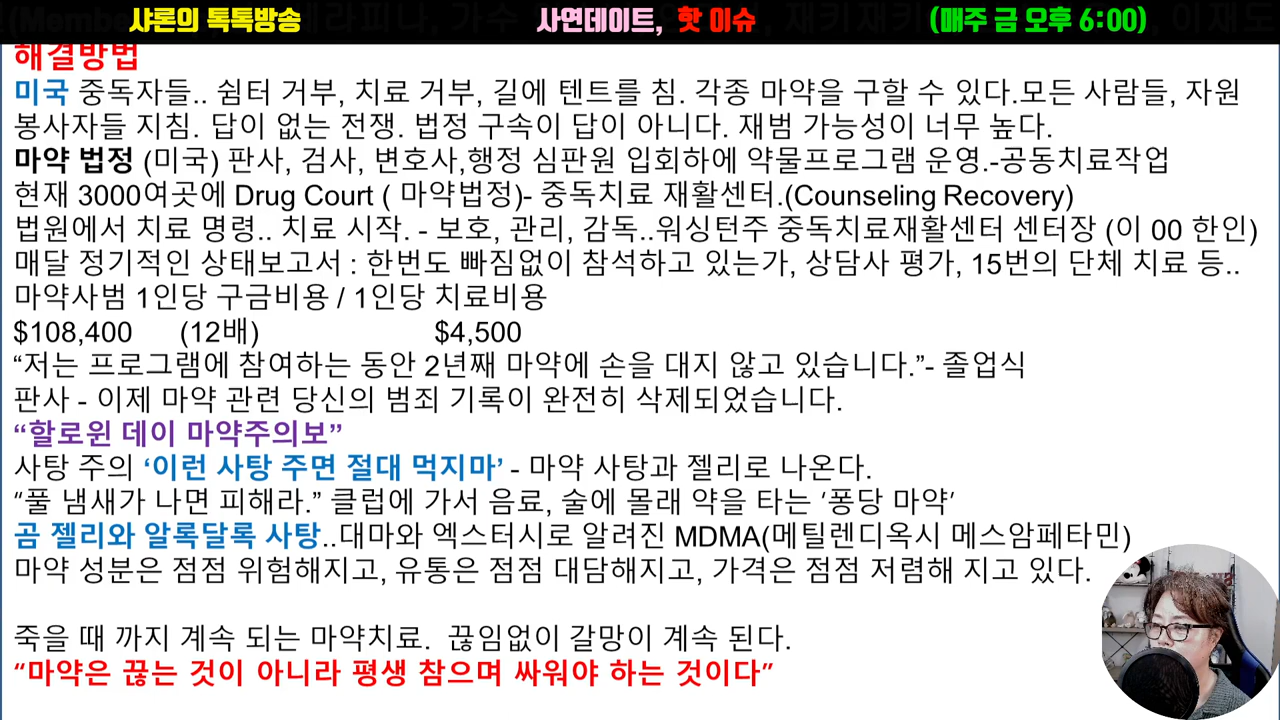 샤론의 톡톡방송 사연데이트, 핫 이슈 (매주 금 오후 6:00)
해결방법
미국 중독자들.. 쉼터 거부, 치료 거부, 길에 텐트를 침. 각종 마약을 구할 수 있다.모든 사람들, 자원
봉사자들 지침. 답이 없는 전쟁. 법정 구속이 답이 아니다. 재범 가능성이 너무 높다.
마약 법정 (미국) 판사, 검사, 변호사,행정 심판원 입회하에 약물프로그램 운영.-공동치료작업
현재 3000여곳에 Drug Court ( 마약법정)- 중독치료 재활센터.(Counseling Recovery)
법원에서 치료 명령.. 치료 시작. - 보호, 관리, 감독..워싱턴주 중독치료재활센터 센터장 (이 00 한인)
매달 정기적인 상태보고서 : 한번도 빠짐없이 참석하고 있는가, 상담사 평가, 15번의 단체 치료 등..
마약사범 1인당 구금비용 / 1인당 치료비용
$108,400 (12배) $4,500
“저는 프로그램에 참여하는 동안 2년째 마약에 손을 대지 않고 있습니다.”- 졸업식
판사 - 이제 마약 관련 당신의 범죄 기록이 완전히 삭제되었습니다.
“할로윈 데이 마약주의보”
사탕 주의 ‘이런 사탕 주면 절대 먹지마’ - 마약 사탕과 젤리로 나온다.
“풀 냄새가 나면 피해라.” 클럽에 가서 음료, 술에 몰래 약을 타는 ‘퐁당 마약’
곰 젤리와 알록달록 사탕..대마와 엑스터시로 알려진 MDMA(메틸렌디옥시 메스암페타민)
마약 성분은 점점 위험해지고, 유통은 점점 대담해지고, 가격은 점점 저렴해 지고 있다.
죽을 때 까지 계속 되는 마약치료. 끊임없이 갈망이 계속 된다.
“마약은 끊는 것이 아니라 평생 참으며 싸워야 하는 것이다”